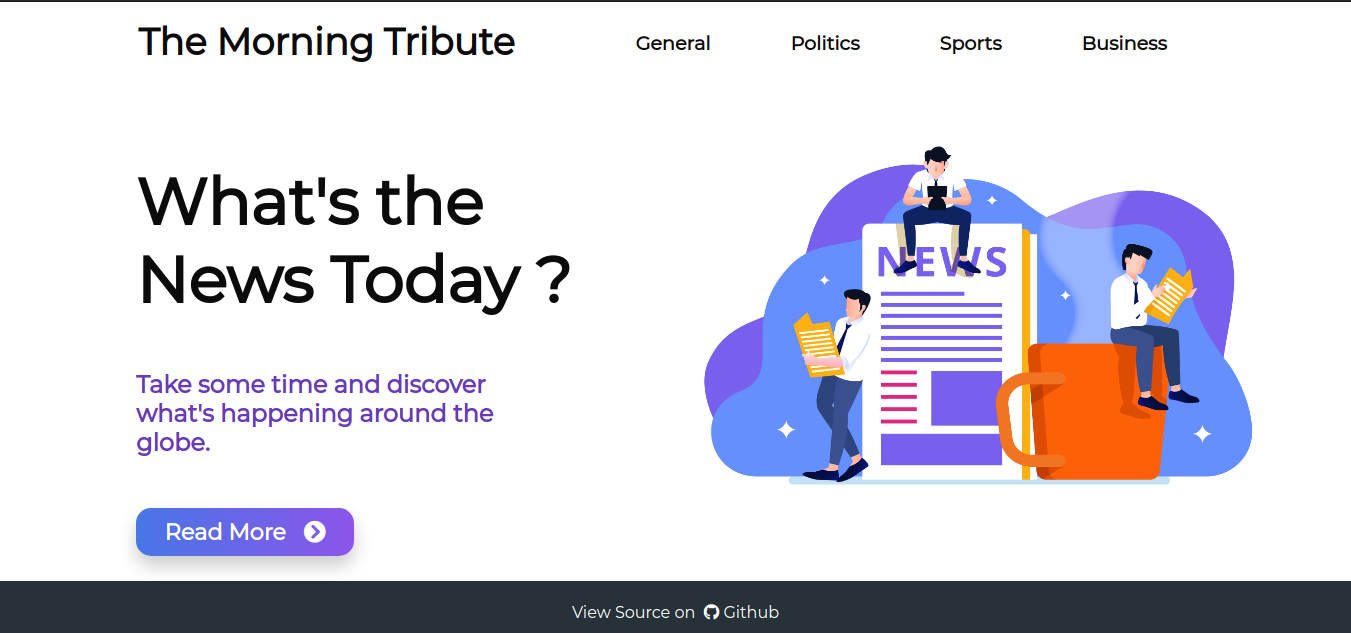 The Morning Tribute
General Politics Sports Business
What's the
News Today ?
NEWS
Take some time and discover
what's happening around the
globe.
Read More
View Source on Github